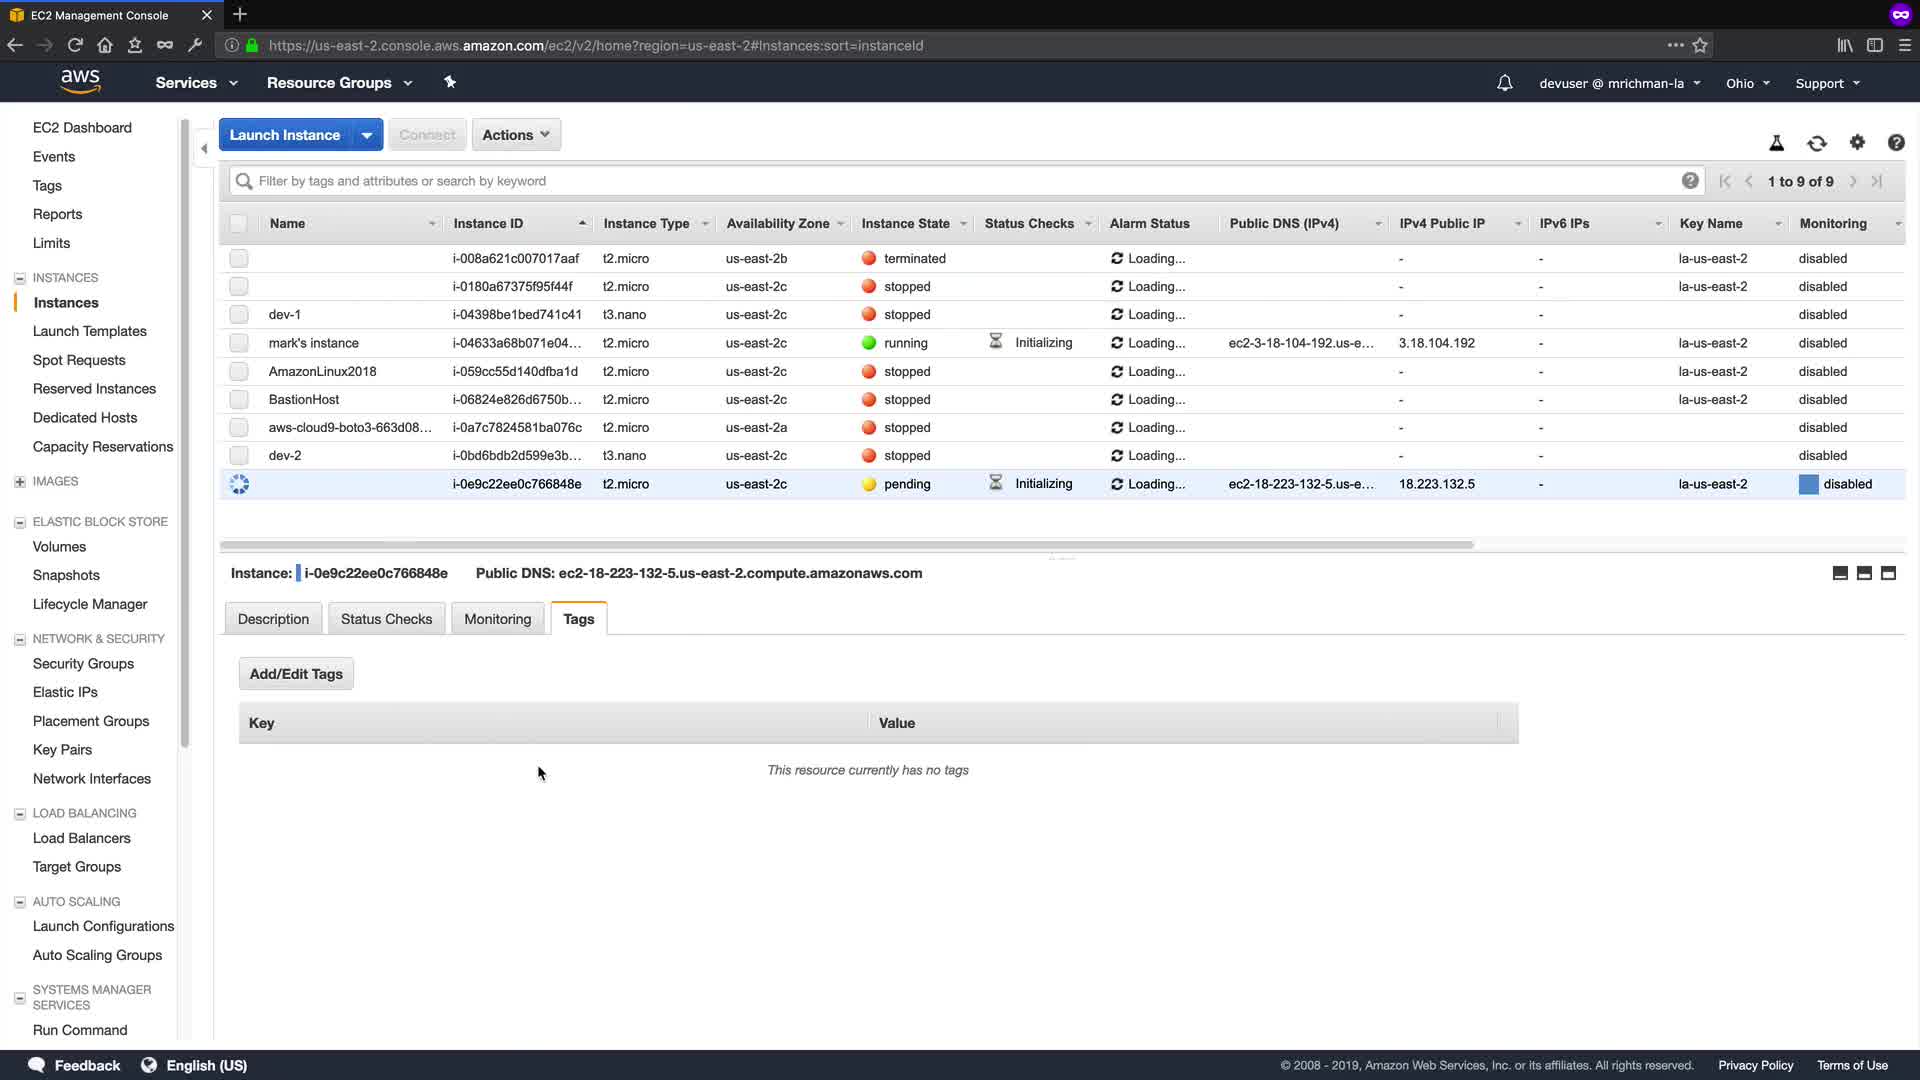 EC2 Management Console
https://us-east-2.console.aws.amazon.com/ec2/v2/home?region=us-east-2#Instances:sort=instanceId
aws Services Resource Groups devuser @ mrichman-la Ohio Support
EC2 Dashboard
Events
Tags
Reports
Limits
INSTANCES
Instances
Launch Templates
Spot Requests
Reserved Instances
Dedicated Hosts
Capacity Reservations
IMAGES
ELASTIC BLOCK STORE
Volumes
Snapshots
Lifecycle Manager
NETWORK & SECURITY
Security Groups
Elastic IPs
Placement Groups
Key Pairs
Network Interfaces
LOAD BALANCING
Load Balancers
Target Groups
AUTO SCALING
Launch Configurations
Auto Scaling Groups
SYSTEMS MANAGER
SERVICES
Run Command
Launch Instance Connect Actions
Filter by tags and attributes or search by keyword 1 to 9 of 9
Name Instance ID Instance Type Availability Zone Instance State Status Checks Alarm Status Public DNS (IPv4) IPv4 Public IP IPv6 IPs Key Name Monitoring
i-008a621c007017aaf t2.micro us-east-2b terminated Loading... - - la-us-east-2 disabled
i-0180a67375f95f44f t2.micro us-east-2c stopped Loading... - - la-us-east-2 disabled
dev-1 i-04398be1bed741c41 t3.nano us-east-2c stopped Loading... - - disabled
mark's instance i-04633a68b071e04... t2.micro us-east-2c running Initializing Loading... ec2-3-18-104-192.us-e... 3.18.104.192 - la-us-east-2 disabled
AmazonLinux2018 i-059cc55d140dfba1d t2.micro us-east-2c stopped Loading... - - la-us-east-2 disabled
BastionHost i-06824e826d6750b... t2.micro us-east-2c stopped Loading... - - la-us-east-2 disabled
aws-cloud9-boto3-663d08... i-0a7c7824581ba076c t2.micro us-east-2a stopped Loading... - - disabled
dev-2 i-0bd6bdb2d599e3b... t3.nano us-east-2c stopped Loading... - - disabled
i-0e9c22ee0c766848e t2.micro us-east-2c pending Initializing Loading... ec2-18-223-132-5.us-e... 18.223.132.5 - la-us-east-2 disabled
Instance: i-0e9c22ee0c766848e Public DNS: ec2-18-223-132-5.us-east-2.compute.amazonaws.com
Description Status Checks Monitoring Tags
Add/Edit Tags
Key Value
This resource currently has no tags
Feedback English (US) © 2008 - 2019, Amazon Web Services, Inc. or its affiliates. All rights reserved. Privacy Policy Terms of Use